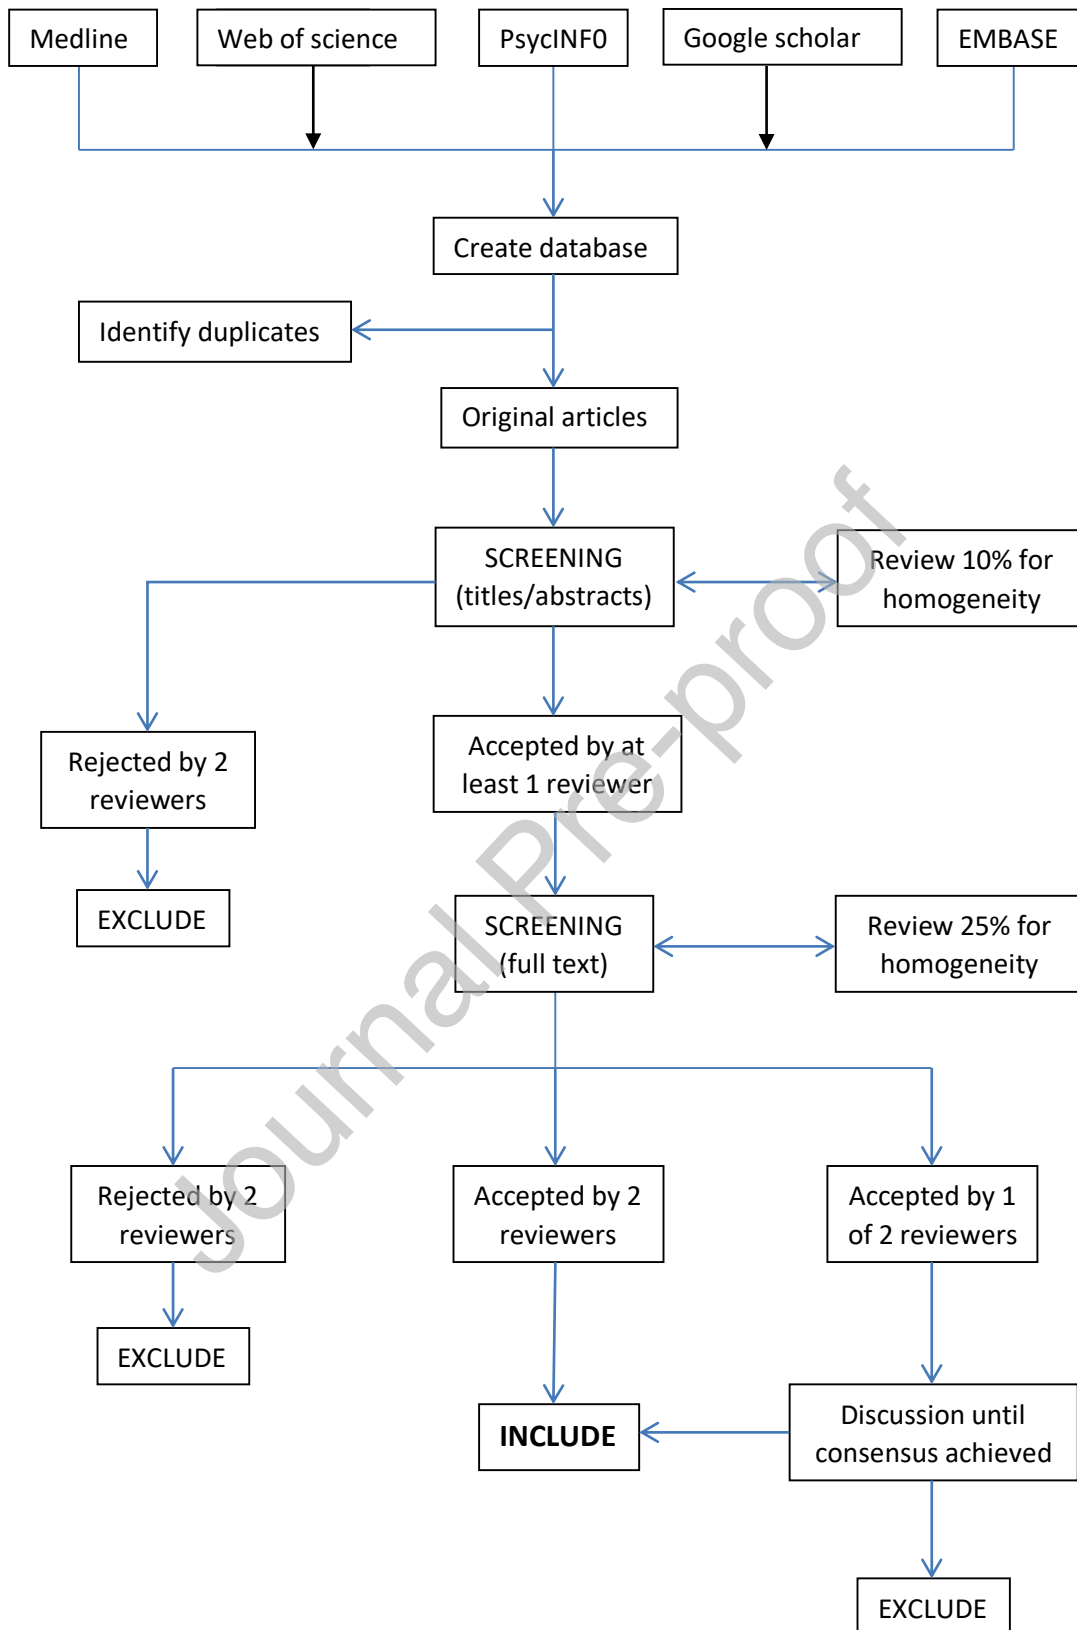 Medline
Web of science
PsycINF0
Google scholar
EMBASE
Create database
Identify duplicates
Original articles
SCREENING
(titles/abstracts)
Review 10% for
homogeneity
Rejected by 2
reviewers
Accepted by at
least 1 reviewer
EXCLUDE
SCREENING
(full text)
Review 25% for
homogeneity
Rejected by 2
reviewers
Accepted by 2
reviewers
Accepted by 1
of 2 reviewers
EXCLUDE
INCLUDE
Discussion until
consensus achieved
EXCLUDE
Journal Pre-proof